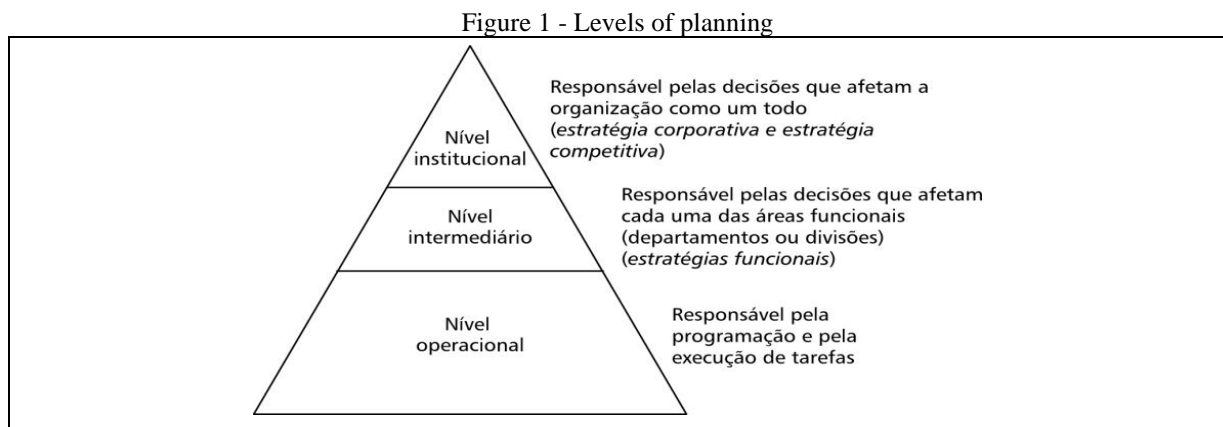 Figure 1 - Levels of planning
Nível
institucional
Responsável pelas decisões que afetam a
organização como um todo
(estratégia corporativa e estratégia
competitiva)
Nível
intermediário
Responsável pelas decisões que afetam
cada uma das áreas funcionais
(departamentos ou divisões)
(estratégias funcionais)
Nível
operacional
Responsável pela
programação e pela
execução de tarefas